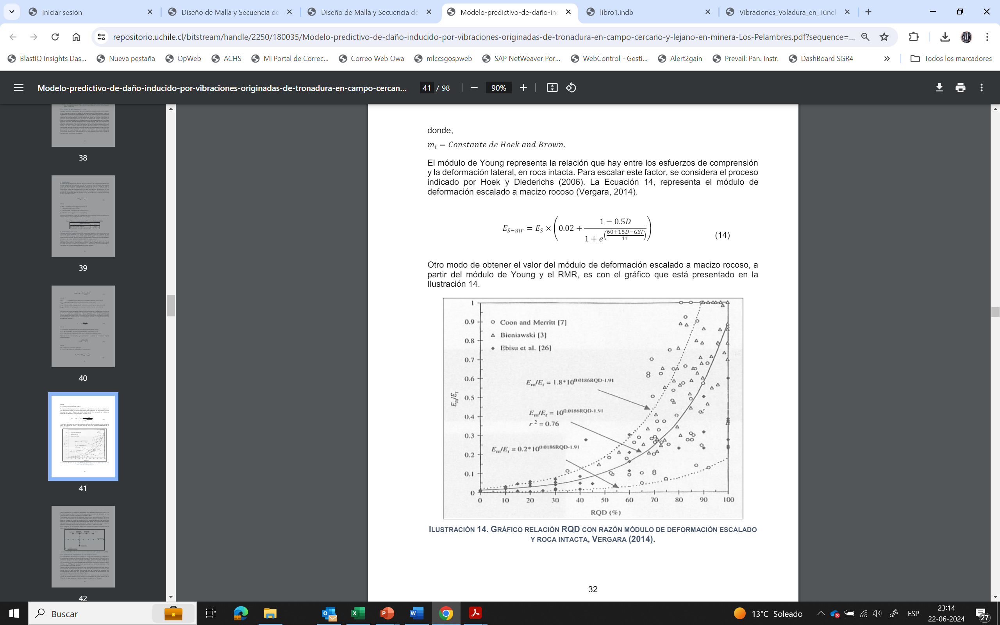 Iniciar sesión
Diseño de Malla y Secuencia de
Diseño de Malla y Secuencia de
Modelo-predictivo-de-daño-inc
libro1.indb
Vibraciones_Voladura_en_Túnel
repositorio.uchile.cl/bitstream/handle/2250/180035/Modelo-predictivo-de-daño-inducido-por-vibraciones-originadas-de-tronadura-en-campo-cercano-y-lejano-en-minera-Los-Pelambres.pdf?sequence=...
BlastIQ Insights Das...
Nueva pestaña
OpWeb
ACHS
Mi Portal de Correc...
Correo Web Owa
mlccsgospweb
SAP NetWeaver Por...
WebControl - Gesti...
Alert2gain
Prevail: Pan. Instr.
DashBoard SGR4
»
Todos los marcadores
Modelo-predictivo-de-daño-inducido-por-vibraciones-originadas-de-tronadura-en-campo-cercan...
41 / 98
90%
38
39
40
41
42
donde,
m_i = Constante de Hoek and Brown.
El módulo de Young representa la relación que hay entre los esfuerzos de comprensión
y la deformación lateral, en roca intacta. Para escalar este factor, se considera el proceso
indicado por Hoek y Diederichs (2006). La Ecuación 14, representa el módulo de
deformación escalado a macizo rocoso (Vergara, 2014).
E_{S-mr} = E_S × (0.02 + (1 − 0.5D)/(1 + e^((60+15D−GSI)/11)))
(14)
Otro modo de obtener el valor del módulo de deformación escalado a macizo rocoso, a
partir del módulo de Young y el RMR, es con el gráfico que está presentado en la
Ilustración 14.
1
0.9
0.8
0.7
0.6
0.5
0.4
0.3
0.2
0.1
0
E_m/E_r
Coon and Merritt [7]
Bieniawski [3]
Ebisu et al. [26]
E_m/E_r = 1.8*10^{0.0186RQD-1.91}
E_m/E_r = 10^{0.0186RQD-1.91}
r² = 0.76
E_m/E_r = 0.2*10^{0.0186RQD-1.91}
0 10 20 30 40 50 60 70 80 90 100
RQD (%)
ILUSTRACIÓN 14. GRÁFICO RELACIÓN RQD CON RAZÓN MÓDULO DE DEFORMACIÓN ESCALADO
Y ROCA INTACTA, VERGARA (2014).
32
Buscar
13°C Soleado
ESP
23:14
22-06-2024
27